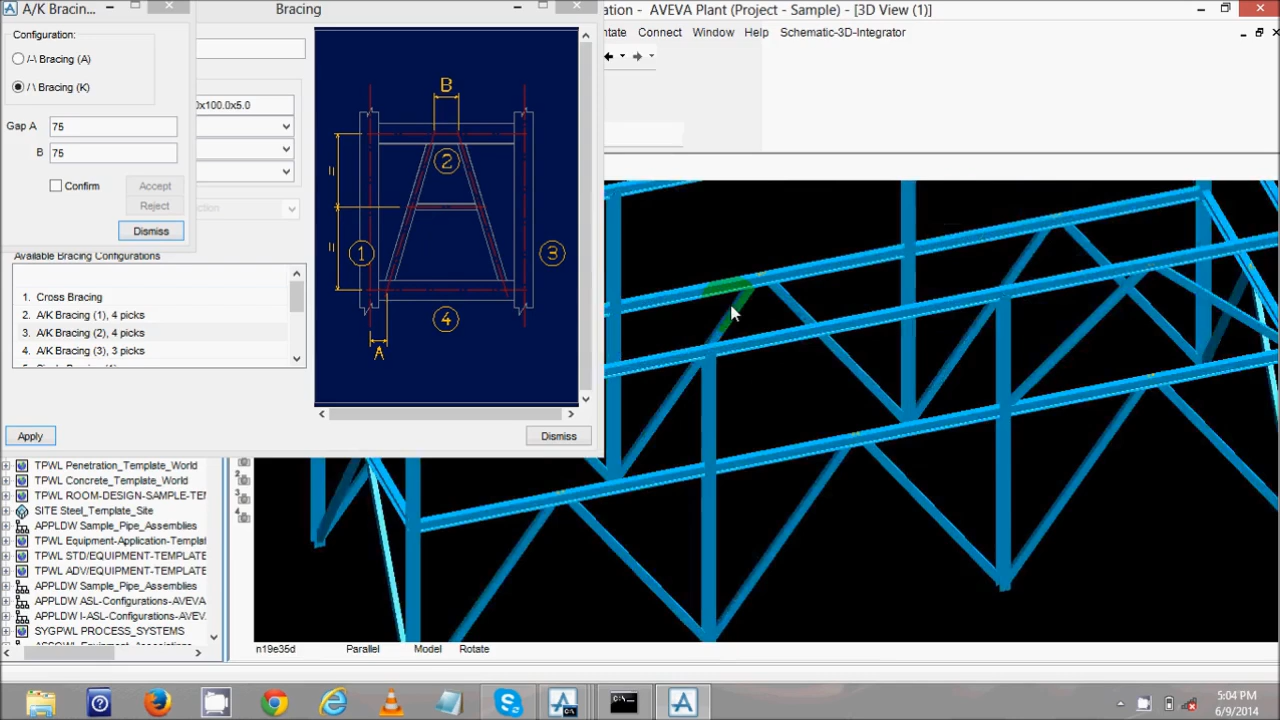 A/K Bracin...
Bracing
ation - AVEVA Plant (Project - Sample) - [3D View (1)]
Configuration:
/-\ Bracing (A)
/ \ Bracing (K)
Gap A 75
B 75
Confirm
Accept
Reject
Dismiss
0x100.0x5.0
ction
Available Bracing Configurations
1. Cross Bracing
2. A/K Bracing (1), 4 picks
3. A/K Bracing (2), 4 picks
4. A/K Bracing (3), 3 picks
Apply
Dismiss
B
2
=
1
3
=
4
A
ntate Connect Window Help Schematic-3D-Integrator
TPWL Penetration_Template_World
TPWL Concrete_Template_World
TPWL ROOM-DESIGN-SAMPLE-TEM
SITE Steel_Template_Site
APPLDW Sample_Pipe_Assemblies
TPWL Equipment-Application-Templat
TPWL STD/EQUIPMENT-TEMPLATE
TPWL ADV/EQUIPMENT-TEMPLATE
APPLDW Sample_Pipe_Assemblies
APPLDW ASL-Configurations-AVEVA
APPLDW I-ASL-Configurations-AVEV
SYGPWL PROCESS_SYSTEMS
2
3
4
n19e35d Parallel Model Rotate
5:04 PM
6/9/2014